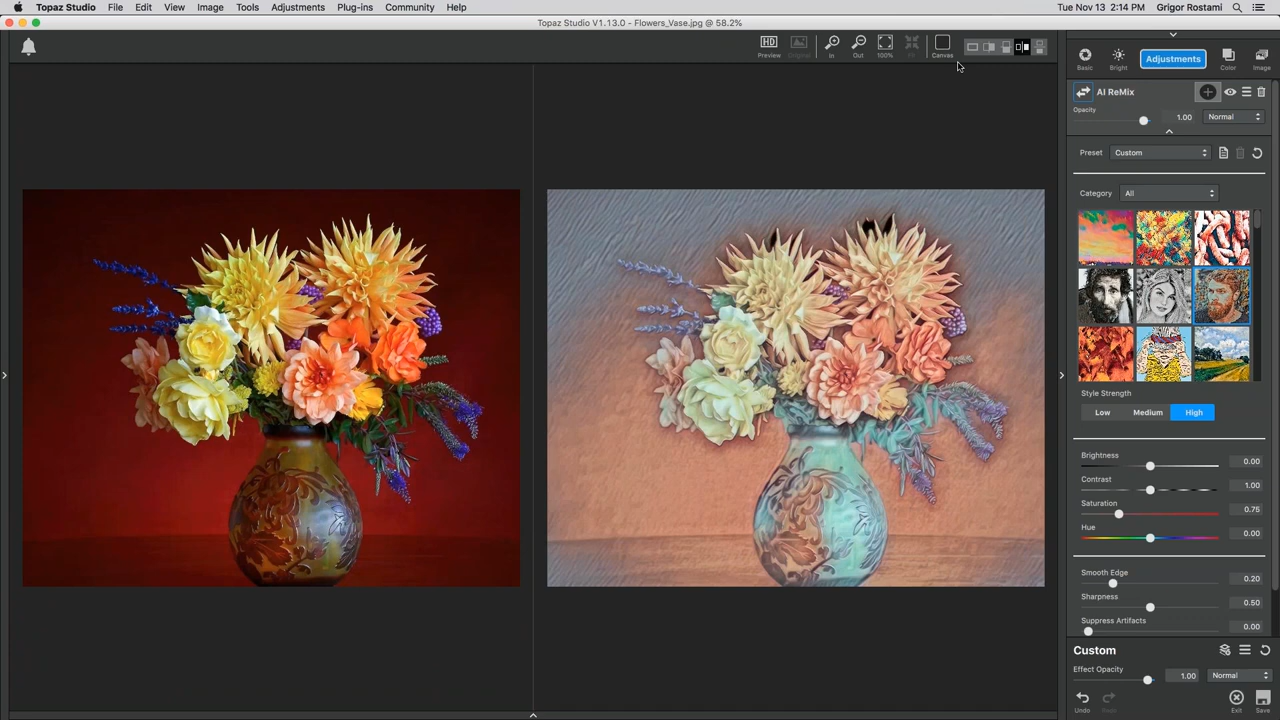 Topaz Studio File Edit View Image Tools Adjustments Plug-ins Community Help Tue Nov 13 2:14 PM Grigor Rostami
Topaz Studio V1.13.0 - Flowers_Vase.jpg @ 58.2%
HD
Preview Original In Out 100% Fit Canvas
Basic Bright Adjustments Color Image
AI ReMix
Opacity 1.00 Normal
Preset Custom
Category All
Style Strength
Low Medium High
Brightness 0.00
Contrast 1.00
Saturation 0.75
Hue 0.00
Smooth Edge 0.20
Sharpness 0.50
Suppress Artifacts 0.00
Custom
Effect Opacity 1.00 Normal
Undo Redo Exit Save